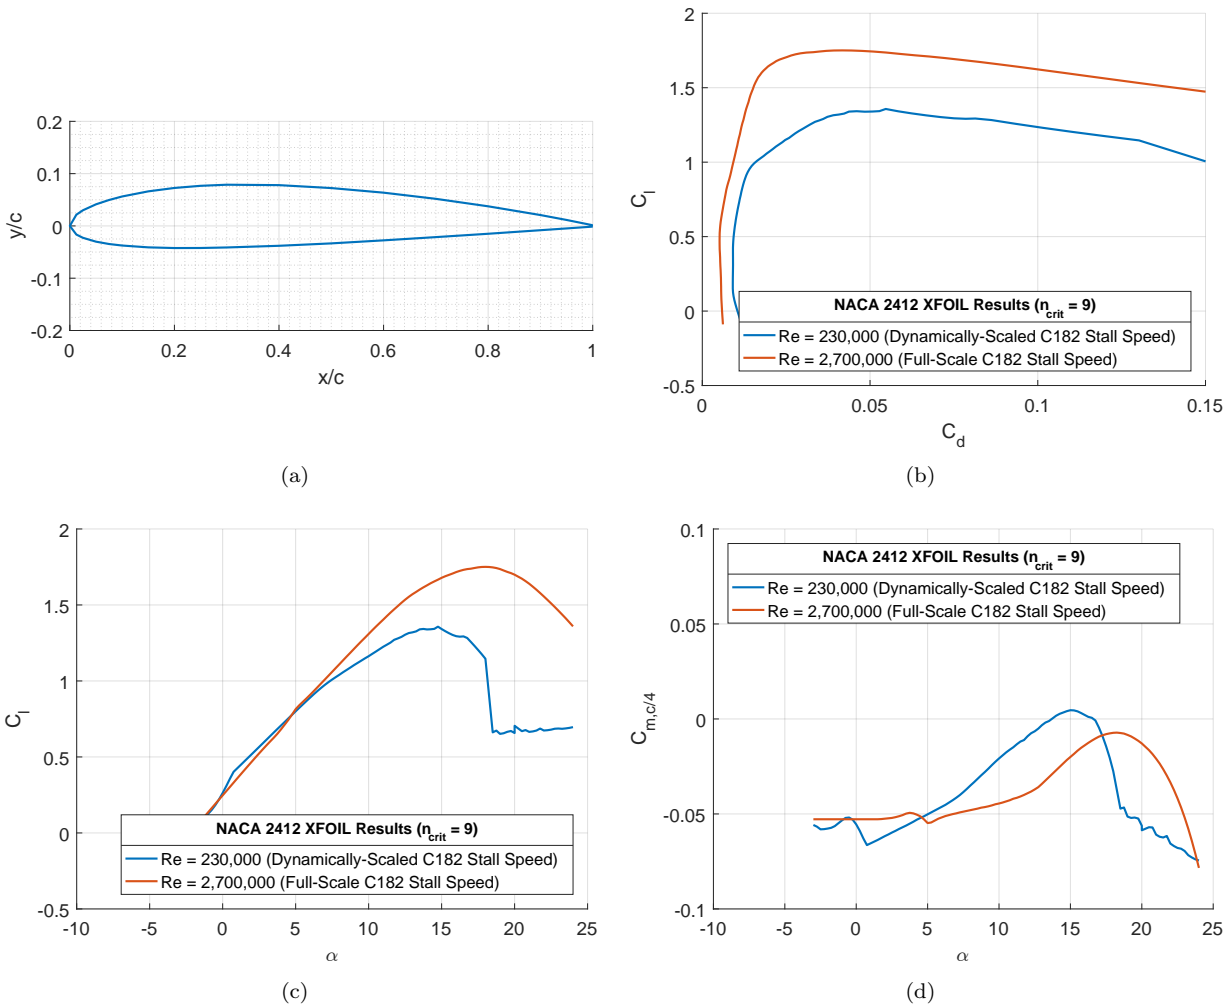 0.2
0.1
0
-0.1
-0.2
y/c
0
0.2
0.4
0.6
0.8
1
x/c
(a)
2
1.5
1
0.5
0
-0.5
C_l
NACA 2412 XFOIL Results (n_crit = 9)
Re = 230,000 (Dynamically-Scaled C182 Stall Speed)
Re = 2,700,000 (Full-Scale C182 Stall Speed)
0
0.05
0.1
0.15
C_d
(b)
2
1.5
1
0.5
0
-0.5
C_l
NACA 2412 XFOIL Results (n_crit = 9)
Re = 230,000 (Dynamically-Scaled C182 Stall Speed)
Re = 2,700,000 (Full-Scale C182 Stall Speed)
-10
-5
0
5
10
15
20
25
α
(c)
0.1
0.05
0
-0.05
-0.1
C_m,c/4
NACA 2412 XFOIL Results (n_crit = 9)
Re = 230,000 (Dynamically-Scaled C182 Stall Speed)
Re = 2,700,000 (Full-Scale C182 Stall Speed)
-10
-5
0
5
10
15
20
25
α
(d)